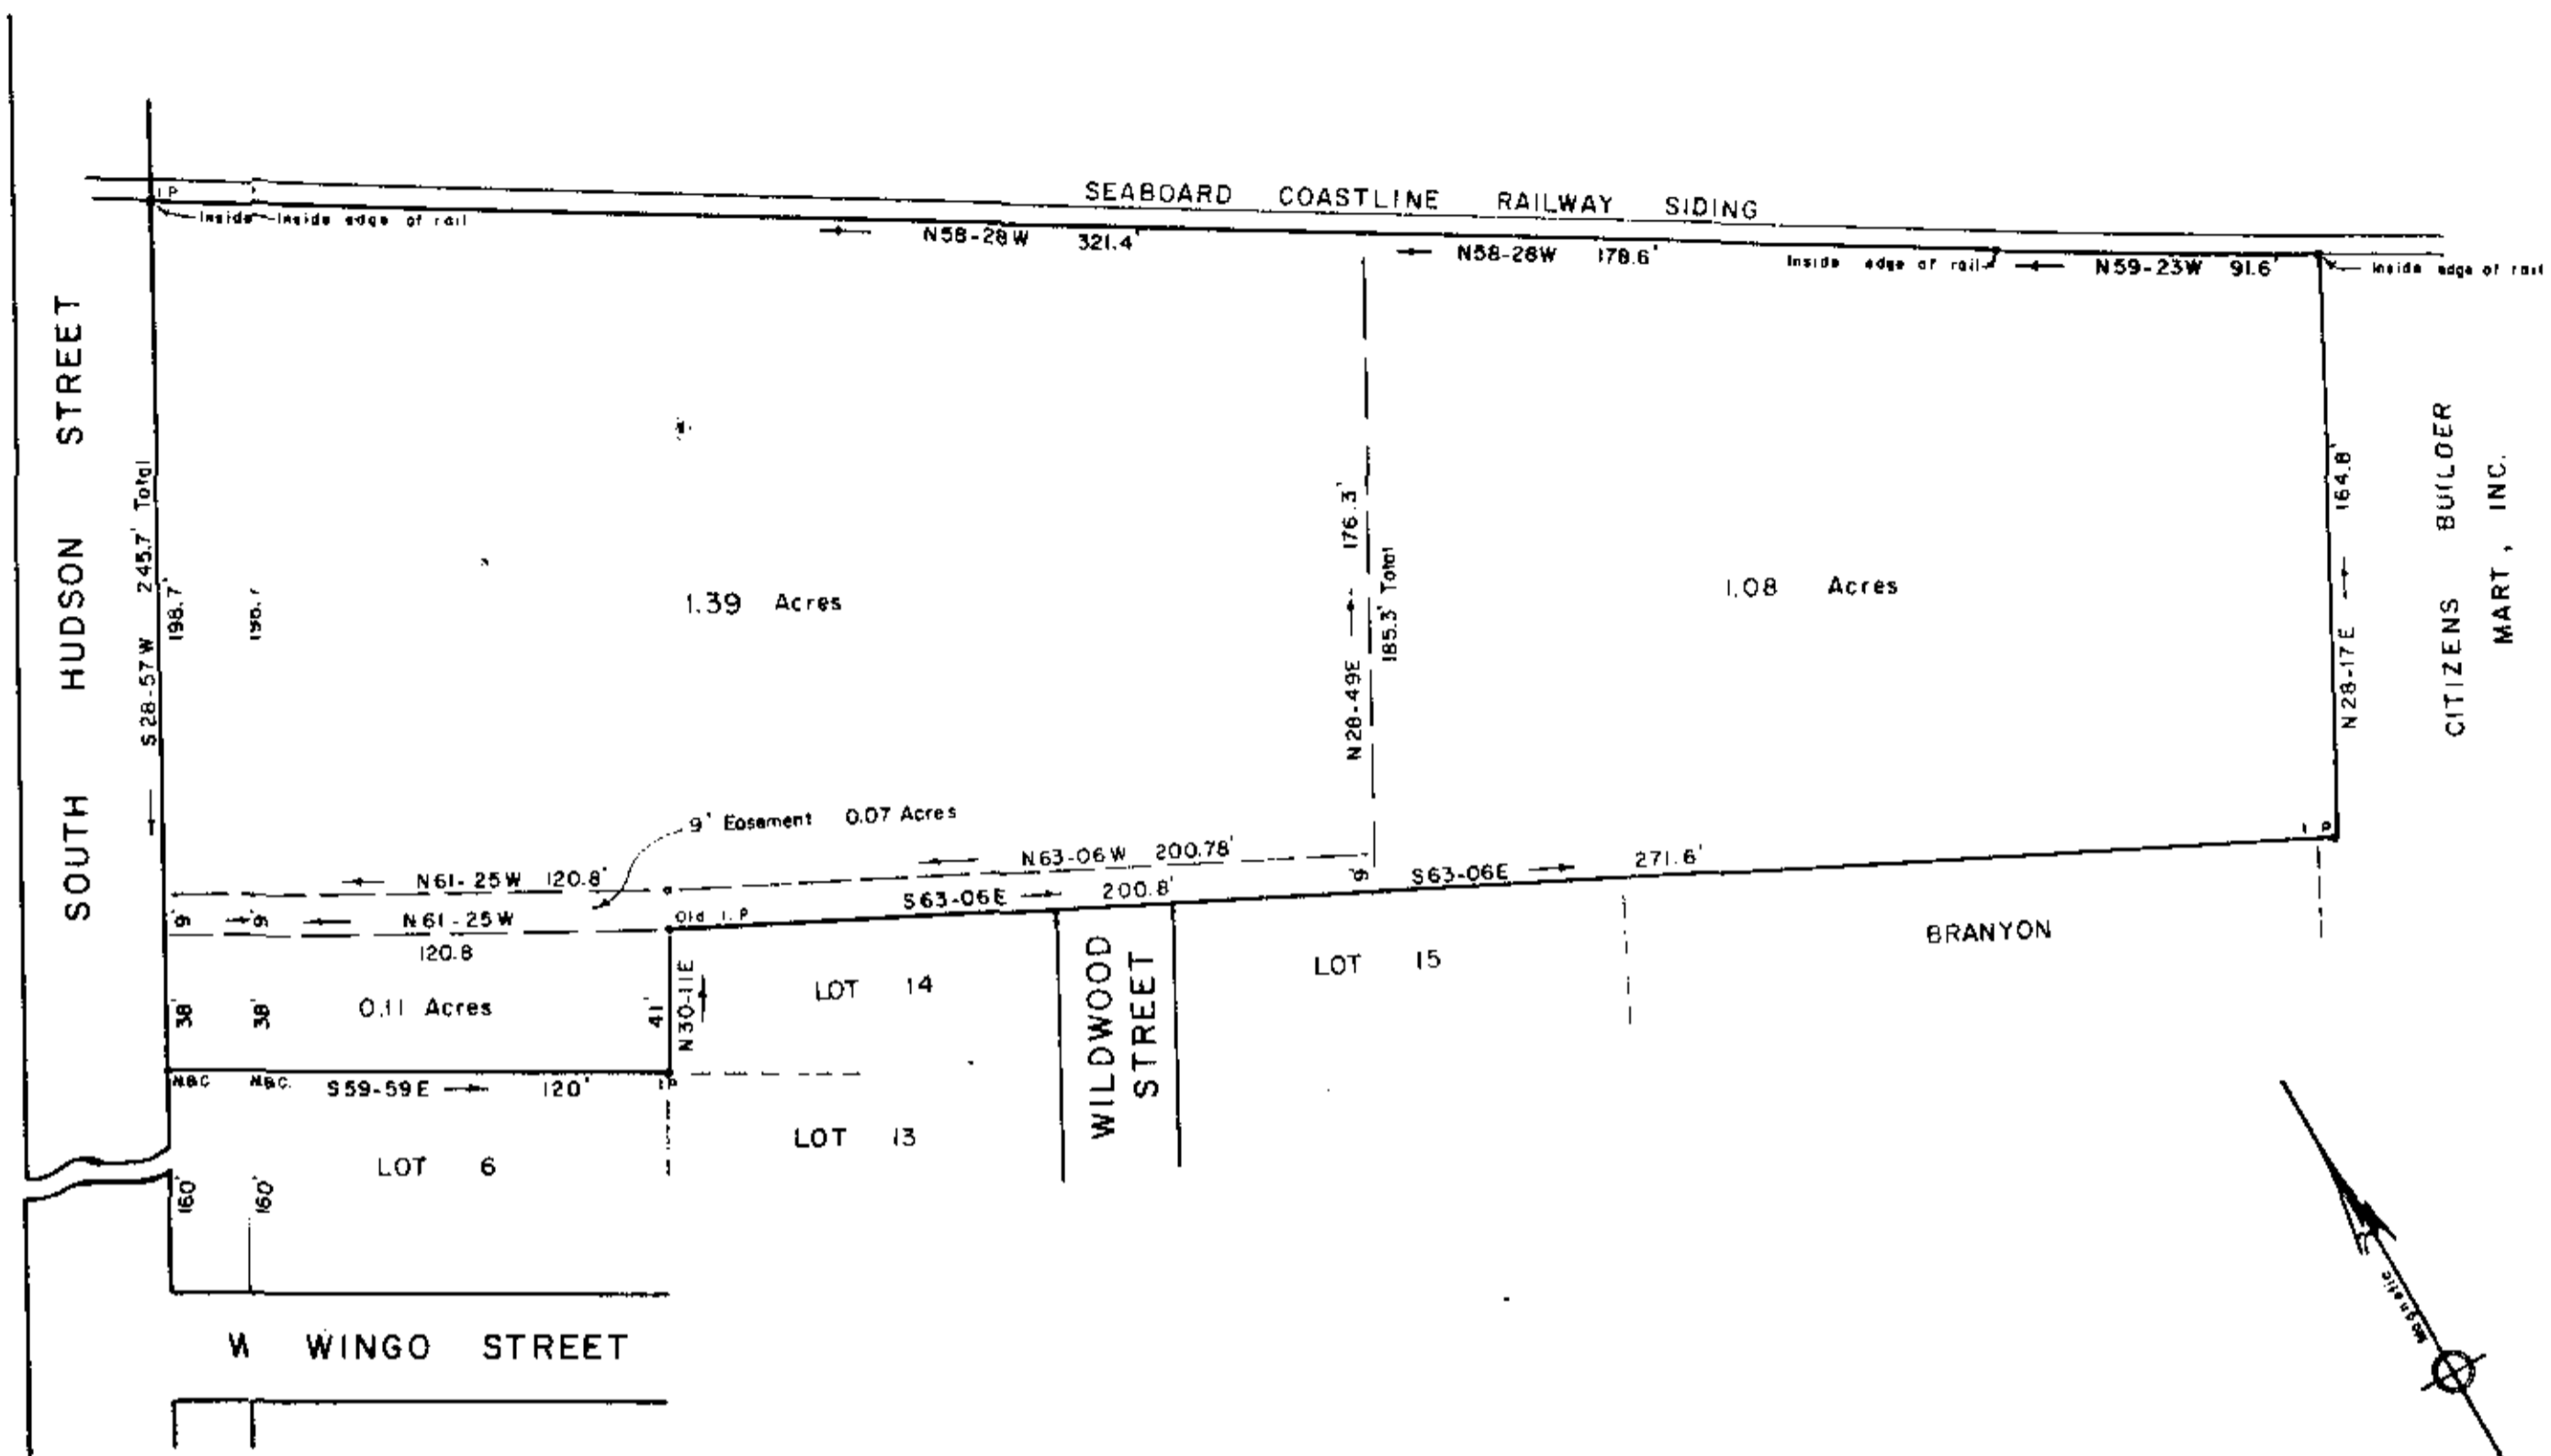 SEABOARD COASTLINE RAILWAY SIDING
I.P.
Inside
Inside edge of rail
N58-28W 321.4'
N58-28W 178.6'
Inside edge of rail
N59-23W 91.6'
Inside edge of rail
SOUTH HUDSON STREET
S28-57W 245.7' Total
198.7'
198.7
1.39 Acres
N28-49E 176.3'
185.3' Total
1.08 Acres
164.8'
N28-17E
CITIZENS BUILDER
MART, INC.
9' Easement 0.07 Acres
N63-06W 200.78'
N61-25W 120.8'
S63-06E 200.8'
9'
S63-06E 271.6'
I.P.
9'
9'
N61-25W
120.8
Old I.P.
N30-11E
41'
38'
38'
0.11 Acres
LOT 14
WILDWOOD
STREET
LOT 15
BRANYON
N.B.C.
N.B.C.
S59-59E 120'
I.P.
LOT 13
LOT 6
160'
160'
W WINGO STREET
Magnetic